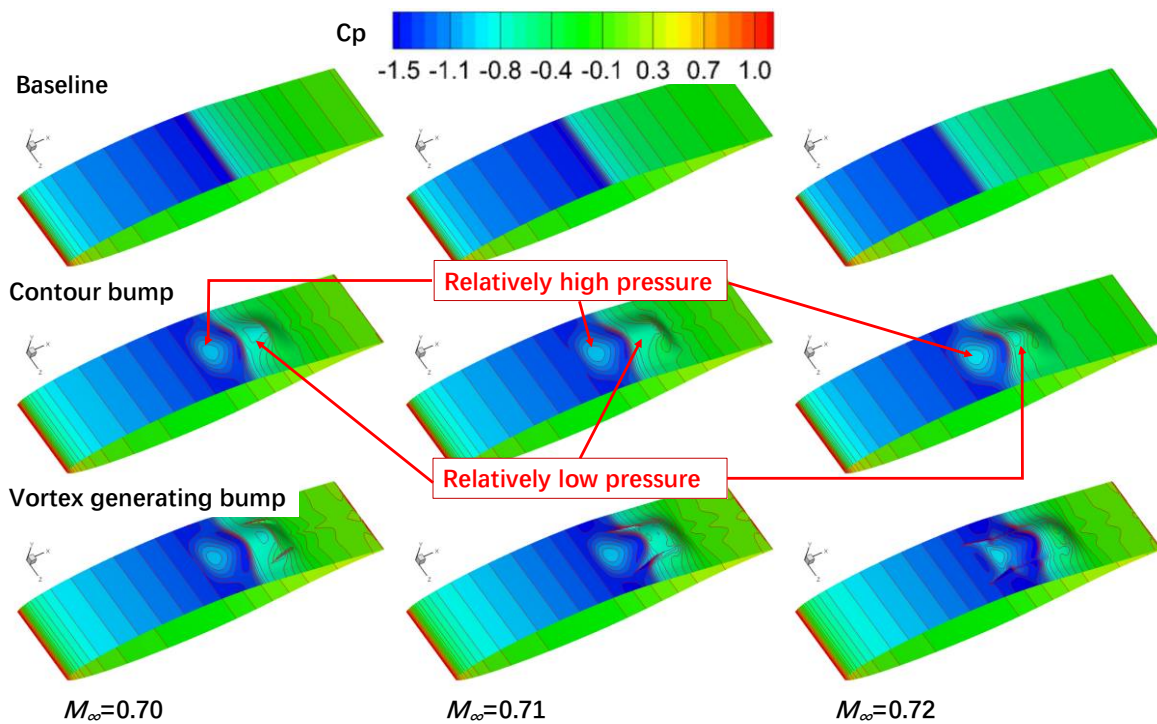 Cp
-1.5 -1.1 -0.8 -0.4 -0.1 0.3 0.7 1.0
Baseline
Contour bump
Relatively high pressure
Relatively low pressure
Vortex generating bump
M∞=0.70 M∞=0.71 M∞=0.72